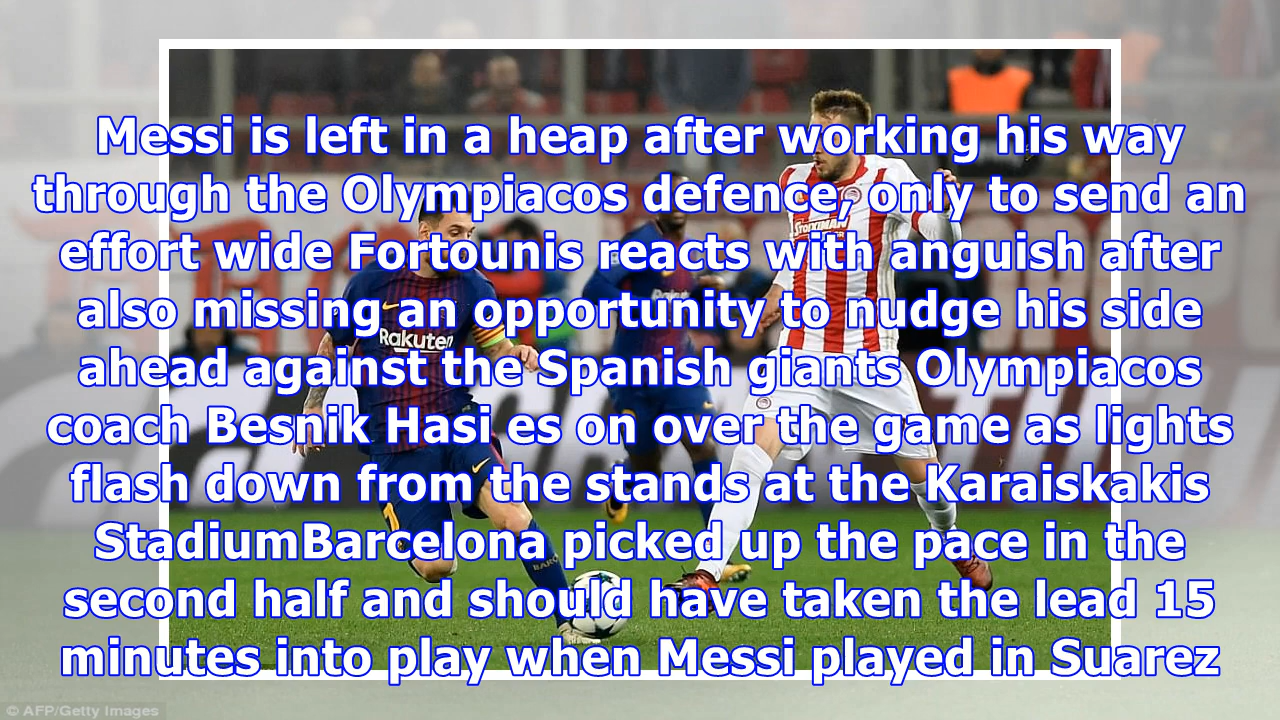 Messi is left in a heap after working his way
through the Olympiacos defence, only to send an
effort wide Fortounis reacts with anguish after
also missing an opportunity to nudge his side
ahead against the Spanish giants Olympiacos
coach Besnik Hasi es on over the game as lights
flash down from the stands at the Karaiskakis
StadiumBarcelona picked up the pace in the
second half and should have taken the lead 15
minutes into play when Messi played in Suarez
STOIXIMAN
Rakuten
© AFP/Getty Images